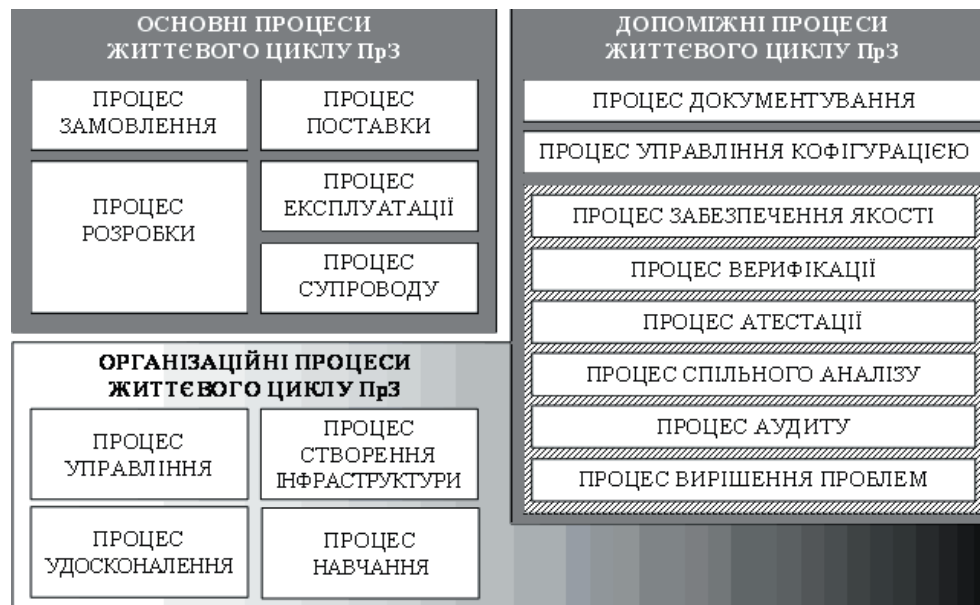 ОСНОВНІ ПРОЦЕСИ
ЖИТТЄВОГО ЦИКЛУ ПрЗ
ПРОЦЕС
ЗАМОВЛЕННЯ
ПРОЦЕС
ПОСТАВКИ
ПРОЦЕС
РОЗРОБКИ
ПРОЦЕС
ЕКСПЛУАТАЦІЇ
ПРОЦЕС
СУПРОВОДУ
ДОПОМІЖНІ ПРОЦЕСИ
ЖИТТЄВОГО ЦИКЛУ ПрЗ
ПРОЦЕС ДОКУМЕНТУВАННЯ
ПРОЦЕС УПРАВЛІННЯ КОФІГУРАЦІЄЮ
ПРОЦЕС ЗАБЕЗПЕЧЕННЯ ЯКОСТІ
ПРОЦЕС ВЕРИФІКАЦІЇ
ПРОЦЕС АТЕСТАЦІЇ
ПРОЦЕС СПІЛЬНОГО АНАЛІЗУ
ПРОЦЕС АУДИТУ
ПРОЦЕС ВИРІШЕННЯ ПРОБЛЕМ
ОРГАНІЗАЦІЙНІ ПРОЦЕСИ
ЖИТТЄВОГО ЦИКЛУ ПрЗ
ПРОЦЕС
УПРАВЛІННЯ
ПРОЦЕС
СТВОРЕННЯ
ІНФРАСТРУКТУРИ
ПРОЦЕС
УДОСКОНАЛЕННЯ
ПРОЦЕС
НАВЧАННЯ